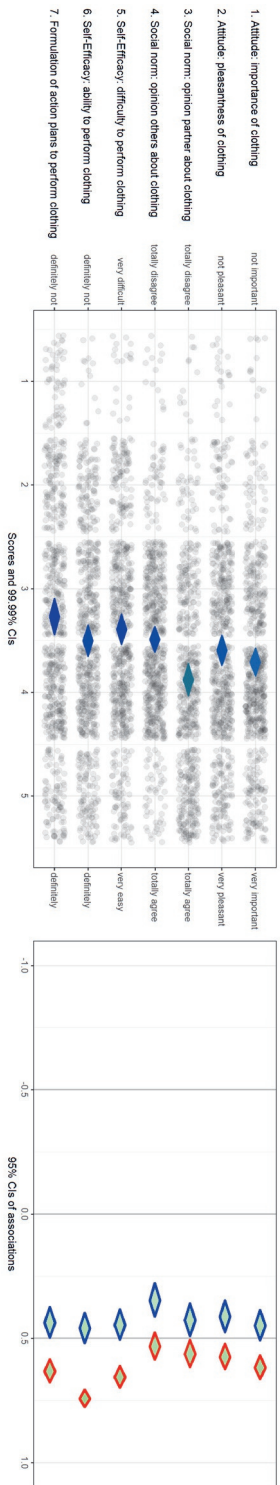 1. Attitude: importance of clothing
2. Attitude: pleasantness of clothing
3. Social norm: opinion partner about clothing
4. Social norm: opinion others about clothing
5. Self-Efficacy: difficulty to perform clothing
6. Self-Efficacy: ability to perform clothing
7. Formulation of action plans to perform clothing
not important
not pleasant
totally disagree
totally disagree
very difficult
definitely not
definitely not
1 2 3 4 5
Scores and 99.99% CIs
very important
very pleasant
totally agree
totally agree
very easy
definitely
definitely
-1.0 -0.5 0.0 0.5 1.0
95% CIs of associations